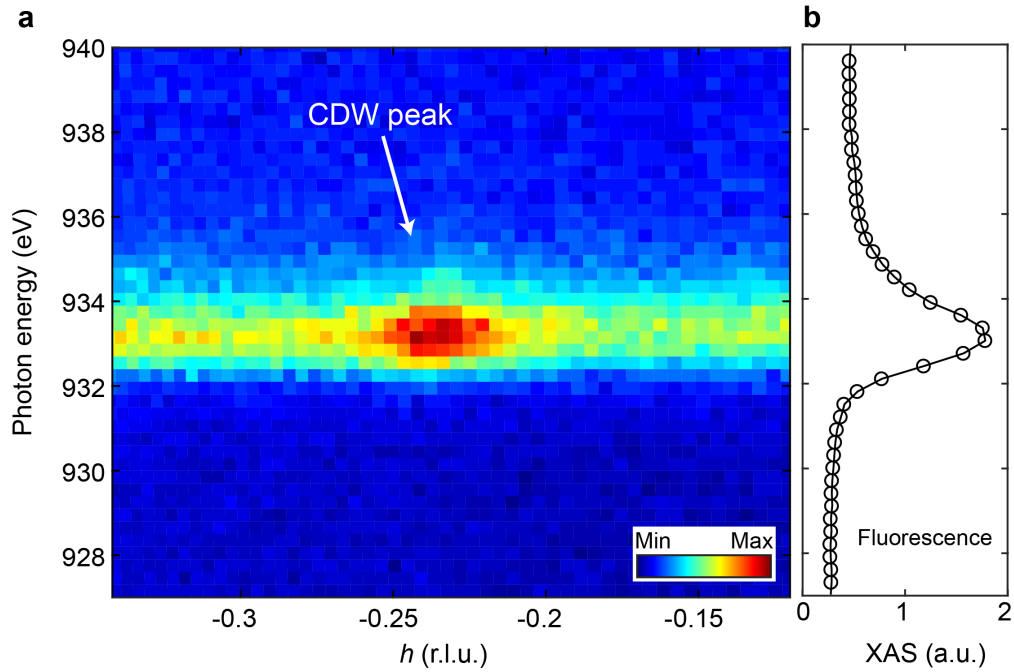 a
b
940
938
936
934
932
930
928
Photon energy (eV)
CDW peak
Min Max
-0.3 -0.25 -0.2 -0.15
h (r.l.u.)
Fluorescence
0 1 2
XAS (a.u.)